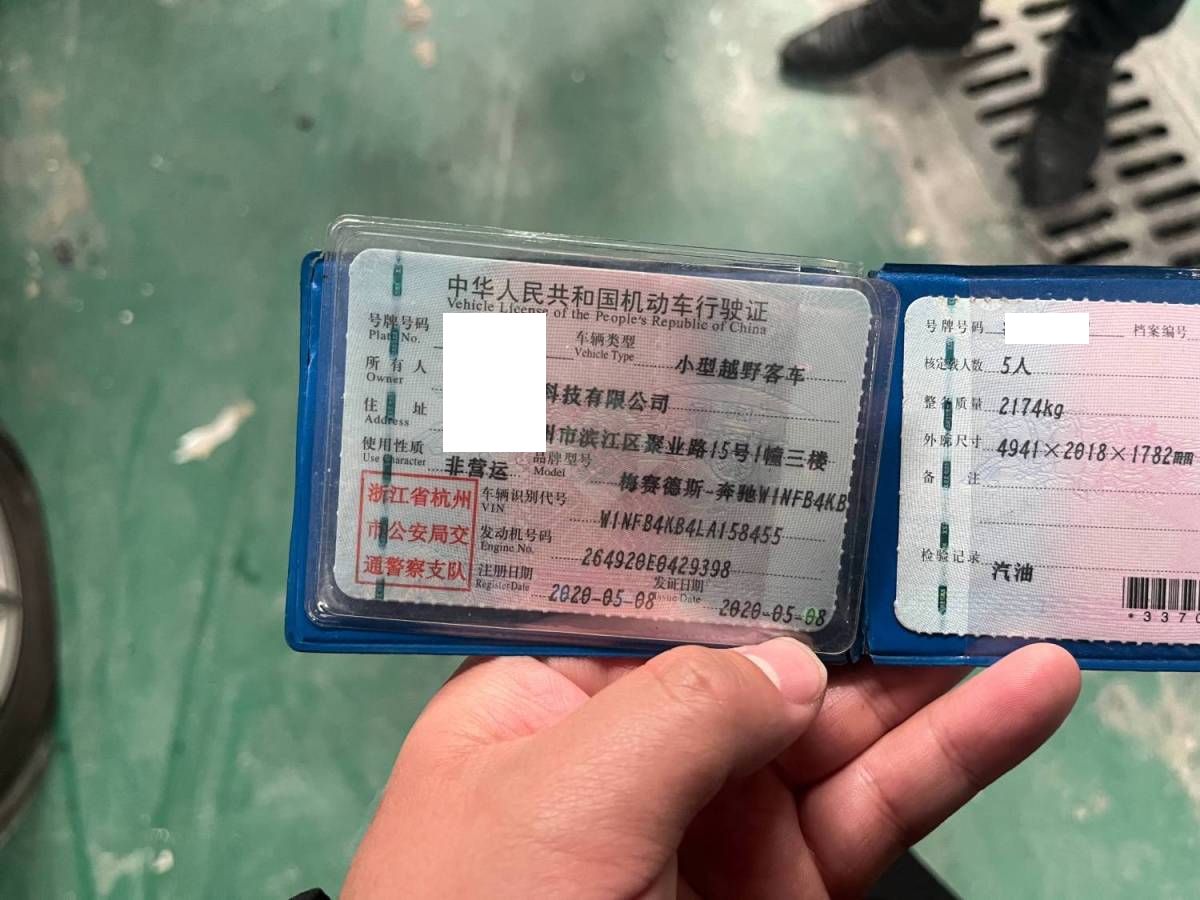 中华人民共和国机动车行驶证
Vehicle License of the People's Republic of China
号牌号码
Plate No.
车辆类型
Vehicle Type
小型越野客车
所有人
Owner
科技有限公司
住址
Address
州市滨江区聚业路15号1幢三楼
使用性质
Use Character
非营运
品牌型号
Model
梅赛德斯-奔驰W1NFB4KB
浙江省杭州
市公安局交
通警察支队
车辆识别代号
VIN
W1NFB4KB4LA158455
发动机号码
Engine No.
264920E0429398
注册日期
Register Date
2020-05-08
发证日期
Issue Date
2020-05-08
号牌号码
档案编号
核定载人数 5人
整备质量 2174kg
外廓尺寸 4941×2018×1782mm
备注
检验记录
汽油
*3370